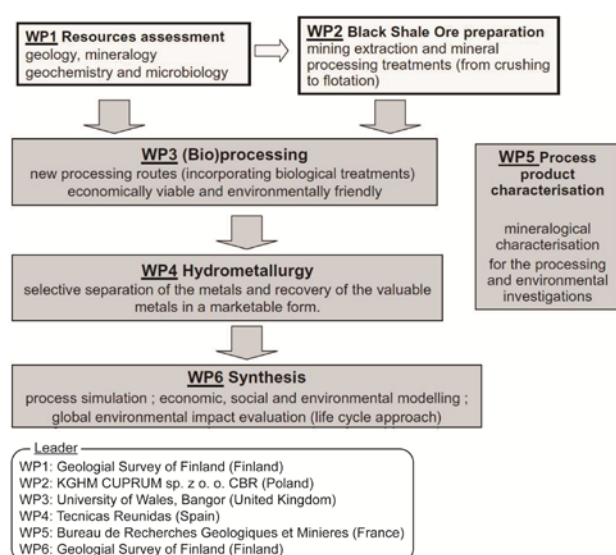 WP1 Resources assessment
geology, mineralogy
geochemistry and microbiology
WP2 Black Shale Ore preparation
mining extraction and mineral
processing treatments (from crushing
to flotation)
WP3 (Bio)processing
new processing routes (incorporating biological treatments)
economically viable and environmentally friendly
WP5 Process
product
characterisation
mineralogical
characterisation
for the processing
and environmental
investigations
WP4 Hydrometallurgy
selective separation of the metals and recovery of the valuable
metals in a marketable form.
WP6 Synthesis
process simulation ; economic, social and environmental modelling ;
global environmental impact evaluation (life cycle approach)
Leader
WP1: Geologial Survey of Finland (Finland)
WP2: KGHM CUPRUM sp. z o. o. CBR (Poland)
WP3: University of Wales, Bangor (United Kingdom)
WP4: Tecnicas Reunidas (Spain)
WP5: Bureau de Recherches Geologiques et Minieres (France)
WP6: Geologial Survey of Finland (Finland)